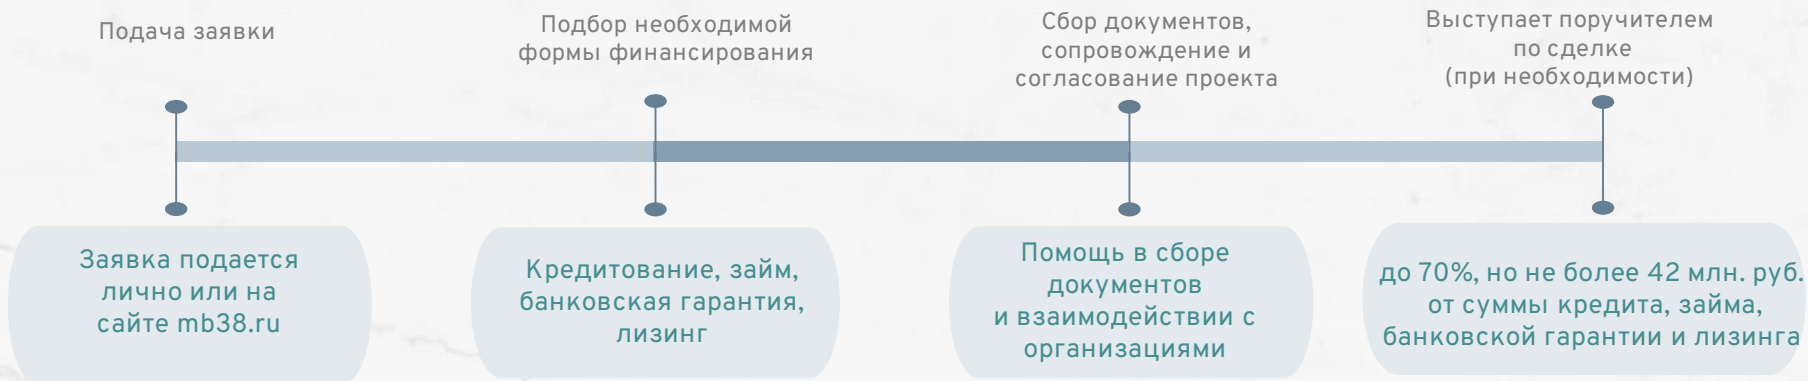 Подача заявки
Подбор необходимой
формы финансирования
Сбор документов,
сопровождение и
согласование проекта
Выступает поручителем
по сделке
(при необходимости)
Заявка подается
лично или на
сайте mb38.ru
Кредитование, займ,
банковская гарантия,
лизинг
Помощь в сборе
документов
и взаимодействии с
организациями
до 70%, но не более 42 млн. руб.
от суммы кредита, займа,
банковской гарантии и лизинга